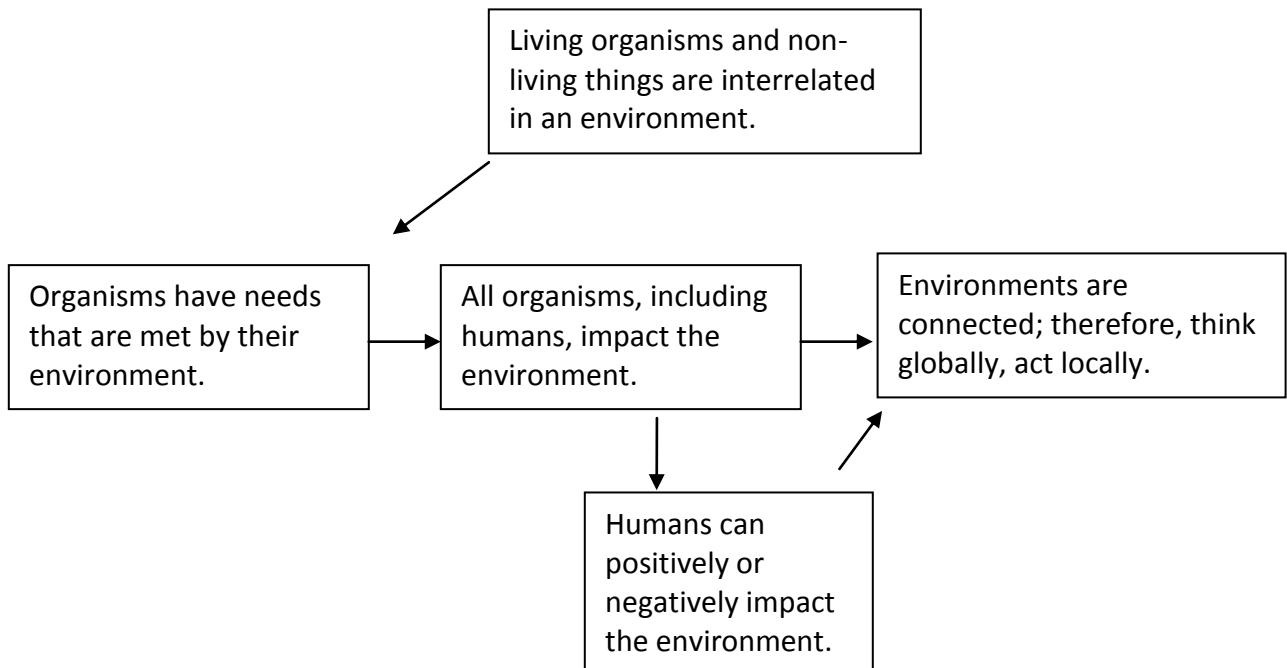 Living organisms and non-
living things are interrelated
in an environment.
Organisms have needs
that are met by their
environment.
All organisms, including
humans, impact the
environment.
Environments are
connected; therefore, think
globally, act locally.
Humans can
positively or
negatively impact
the environment.